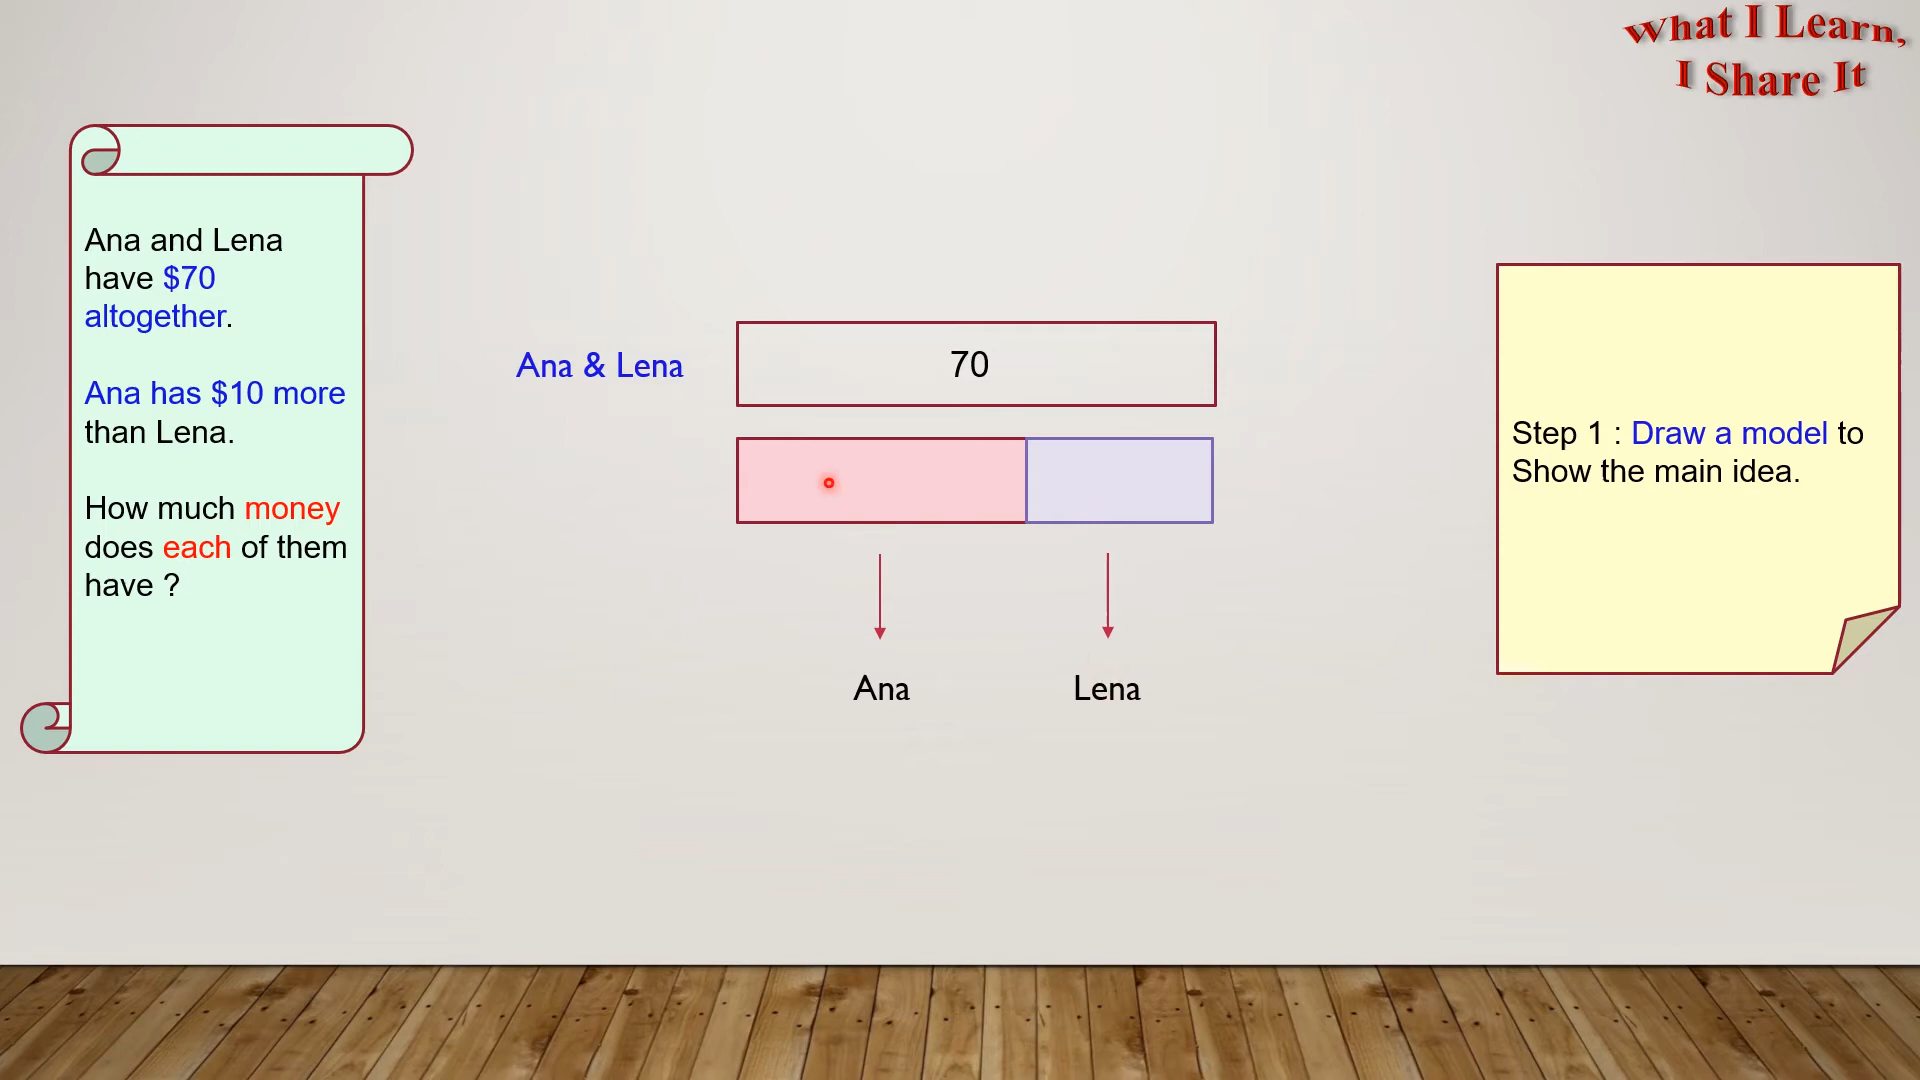 What I Learn,
I Share It
Ana and Lena
have $70
altogether.
Ana has $10 more
than Lena.
How much money
does each of them
have ?
Ana & Lena
70
Ana
Lena
Step 1 : Draw a model to
Show the main idea.